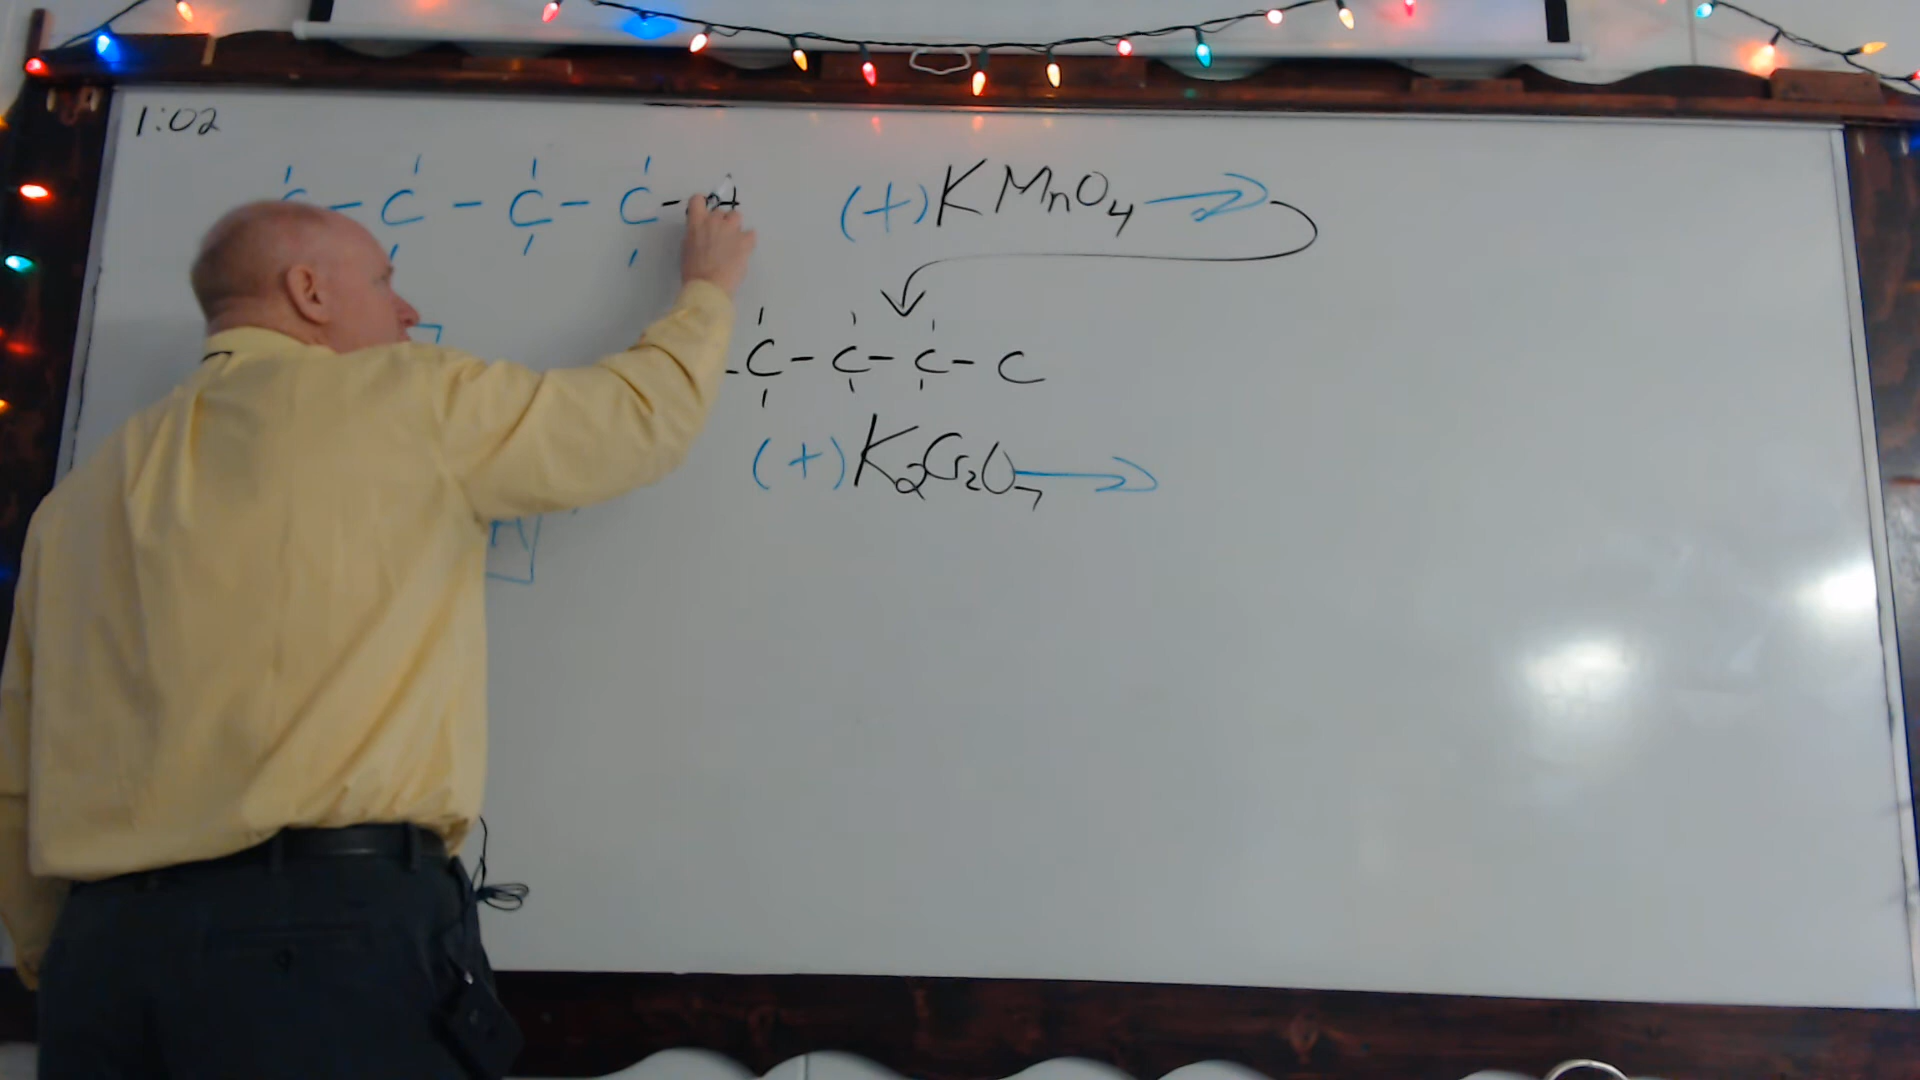 1:02
C - C - C - C -
(+) KMnO4
- C - C - C - C
(+) K2Cr2O7